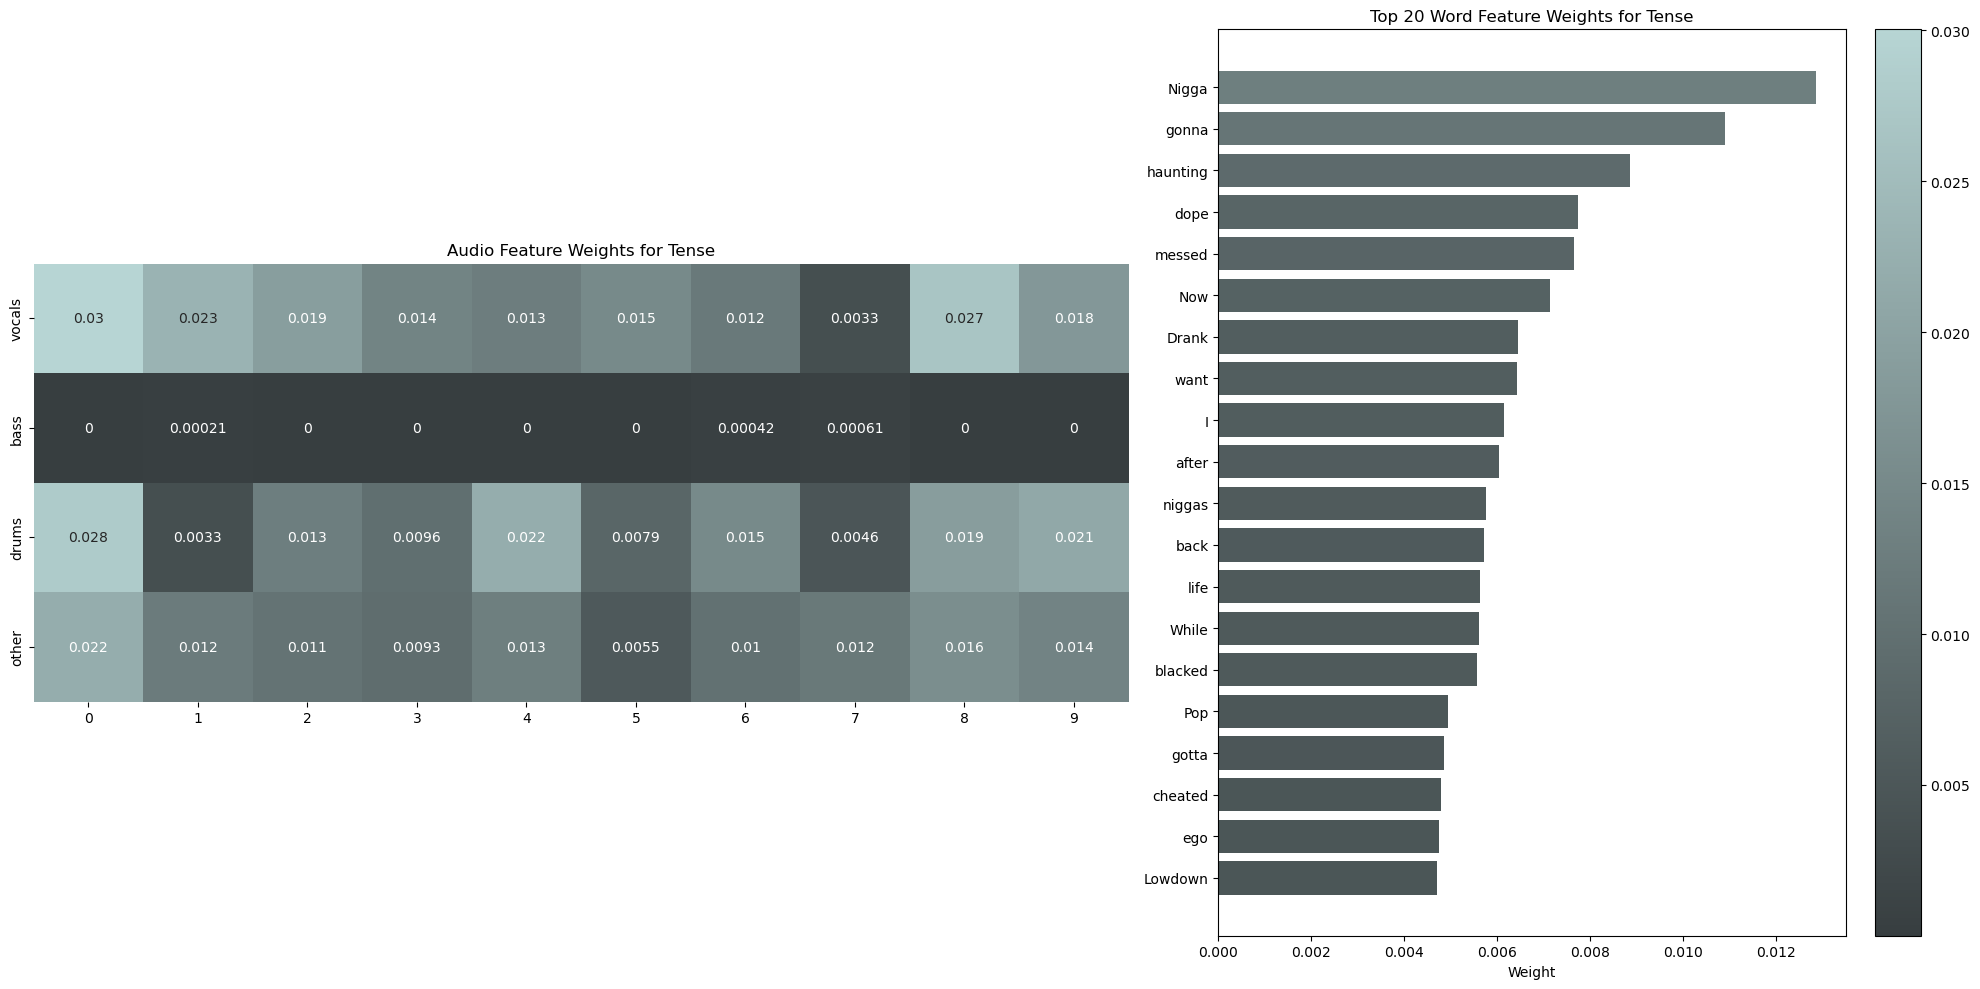 Audio Feature Weights for Tense
vocals
0.03 0.023 0.019 0.014 0.013 0.015 0.012 0.0033 0.027 0.018
bass
0 0.00021 0 0 0 0 0.00042 0.00061 0 0
drums
0.028 0.0033 0.013 0.0096 0.022 0.0079 0.015 0.0046 0.019 0.021
other
0.022 0.012 0.011 0.0093 0.013 0.0055 0.01 0.012 0.016 0.014
0 1 2 3 4 5 6 7 8 9
Top 20 Word Feature Weights for Tense
Nigga
gonna
haunting
dope
messed
Now
Drank
want
I
after
niggas
back
life
While
blacked
Pop
gotta
cheated
ego
Lowdown
0.000 0.002 0.004 0.006 0.008 0.010 0.012
Weight
0.030
0.025
0.020
0.015
0.010
0.005